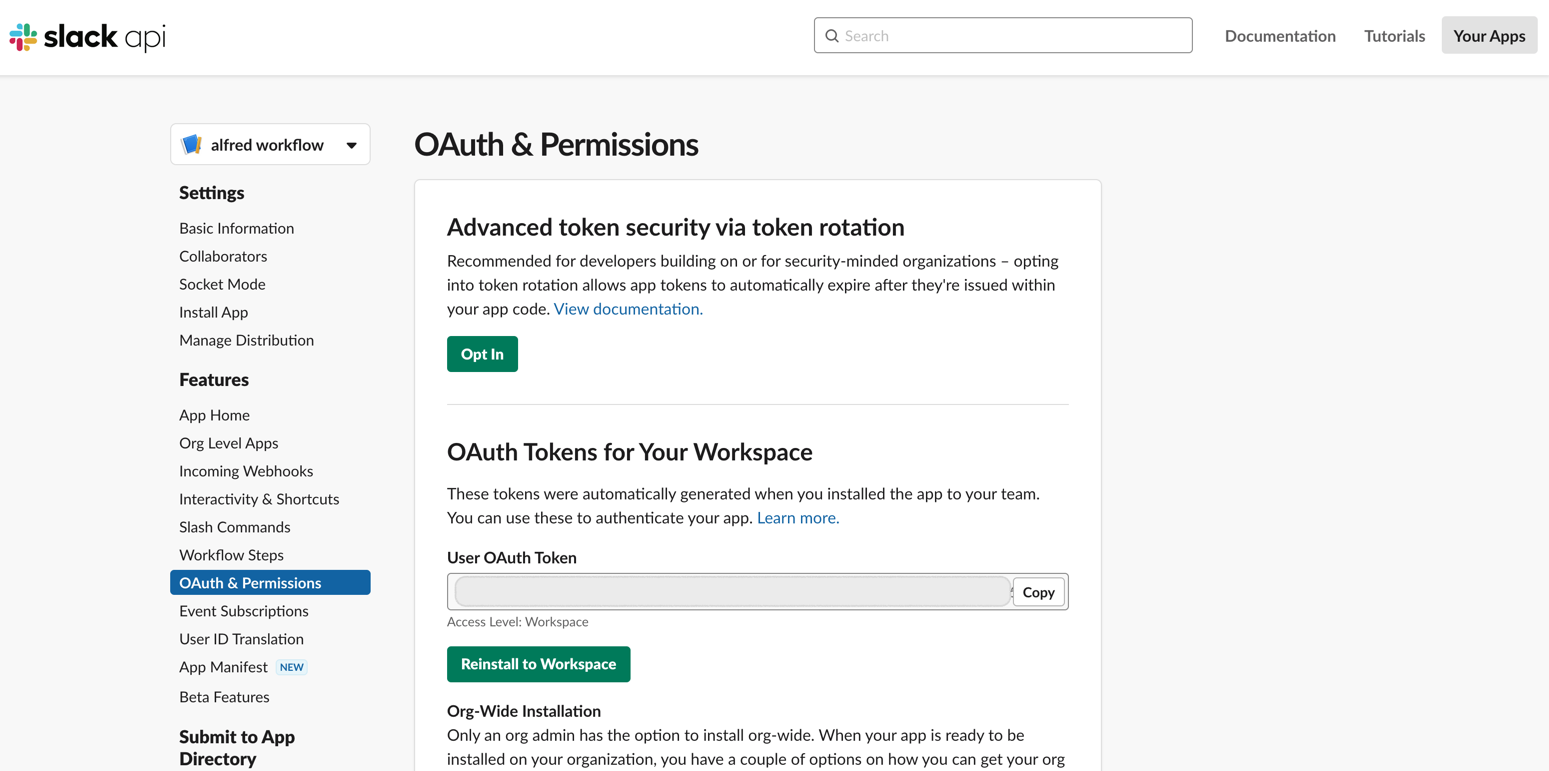 slack api
Search
Documentation
Tutorials
Your Apps
alfred workflow
Settings
Basic Information
Collaborators
Socket Mode
Install App
Manage Distribution
Features
App Home
Org Level Apps
Incoming Webhooks
Interactivity & Shortcuts
Slash Commands
Workflow Steps
OAuth & Permissions
Event Subscriptions
User ID Translation
App Manifest NEW
Beta Features
Submit to App
Directory
OAuth & Permissions
Advanced token security via token rotation
Recommended for developers building on or for security-minded organizations – opting
into token rotation allows app tokens to automatically expire after they're issued within
your app code. View documentation.
Opt In
OAuth Tokens for Your Workspace
These tokens were automatically generated when you installed the app to your team.
You can use these to authenticate your app. Learn more.
User OAuth Token
Copy
Access Level: Workspace
Reinstall to Workspace
Org-Wide Installation
Only an org admin has the option to install org-wide. When your app is ready to be
installed on your organization, you have a couple of options on how you can get your org